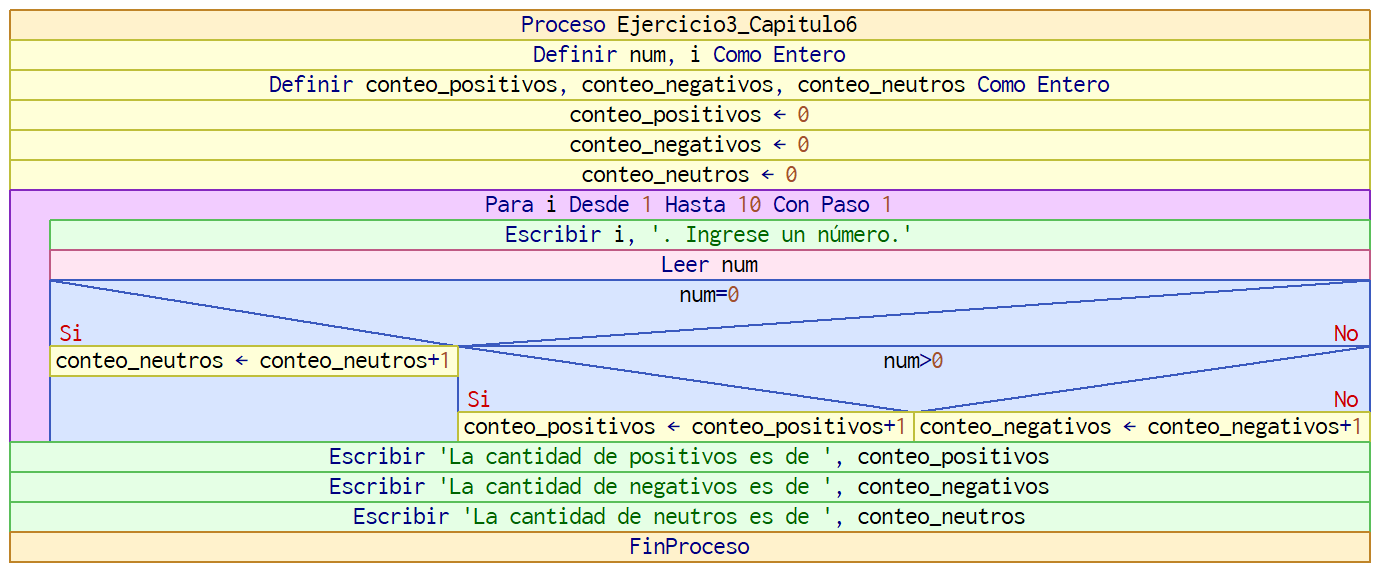 Proceso Ejercicio3_Capitulo6
Definir num, i Como Entero
Definir conteo_positivos, conteo_negativos, conteo_neutros Como Entero
conteo_positivos ← 0
conteo_negativos ← 0
conteo_neutros ← 0
Para i Desde 1 Hasta 10 Con Paso 1
Escribir i, '. Ingrese un número.'
Leer num
num=0
Si No
conteo_neutros ← conteo_neutros+1 num>0
Si No
conteo_positivos ← conteo_positivos+1 conteo_negativos ← conteo_negativos+1
Escribir 'La cantidad de positivos es de ', conteo_positivos
Escribir 'La cantidad de negativos es de ', conteo_negativos
Escribir 'La cantidad de neutros es de ', conteo_neutros
FinProceso